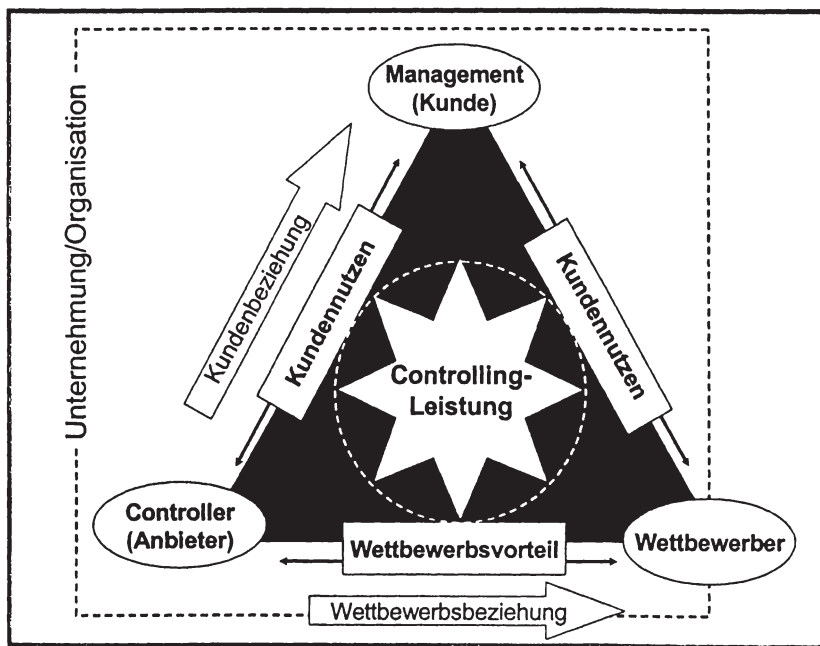 Management
(Kunde)
Unternehmung/Organisation
Kundenbeziehung
Kundennutzen
Kundennutzen
Controlling-
Leistung
Controller
(Anbieter)
Wettbewerbsvorteil
Wettbewerber
Wettbewerbsbeziehung